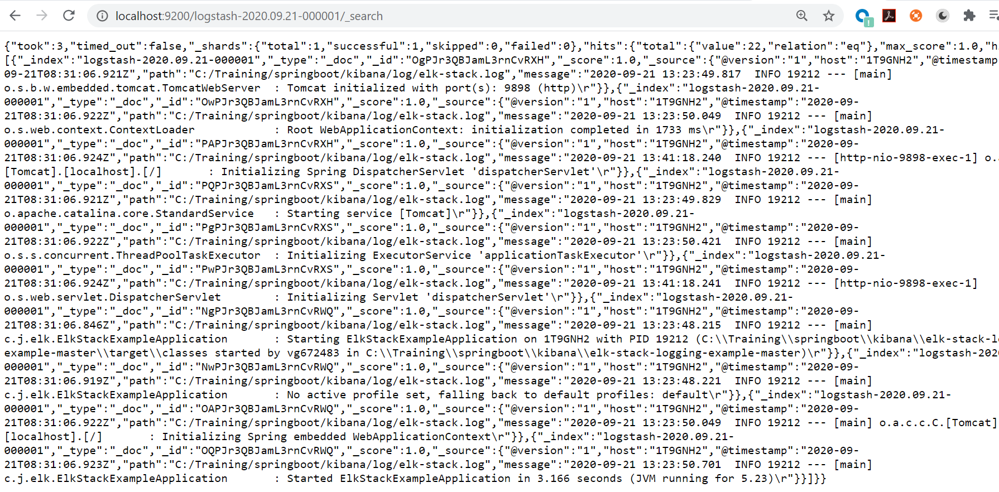 localhost:9200/logstash-2020.09.21-000001/_search
{"took":3,"timed_out":false,"_shards":{"total":1,"successful":1,"skipped":0,"failed":0},"hits":{"total":{"value":22,"relation":"eq"},"max_score":1.0,"h
[{"_index":"logstash-2020.09.21-000001","_type":"_doc","_id":"OgPJr3QBJamL3rnCvRXH","_score":1.0,"_source":{"@version":"1","host":"1T9GNH2","@timestamp
09-21T08:31:06.921Z","path":"C:/Training/springboot/kibana/log/elk-stack.log","message":"2020-09-21 13:23:49.817  INFO 19212 --- [main]
o.s.b.w.embedded.tomcat.TomcatWebServer  : Tomcat initialized with port(s): 9898 (http)\r"}},{"_index":"logstash-2020.09.21-
000001","_type":"_doc","_id":"OwPJr3QBJamL3rnCvRXH","_score":1.0,"_source":{"@version":"1","host":"1T9GNH2","@timestamp":"2020-09-
21T08:31:06.922Z","path":"C:/Training/springboot/kibana/log/elk-stack.log","message":"2020-09-21 13:23:50.049  INFO 19212 --- [main]
o.s.web.context.ContextLoader            : Root WebApplicationContext: initialization completed in 1733 ms\r"}},{"_index":"logstash-2020.09.21-
000001","_type":"_doc","_id":"PAPJr3QBJamL3rnCvRXH","_score":1.0,"_source":{"@version":"1","host":"1T9GNH2","@timestamp":"2020-09-
21T08:31:06.924Z","path":"C:/Training/springboot/kibana/log/elk-stack.log","message":"2020-09-21 13:41:18.240  INFO 19212 --- [http-nio-9898-exec-1] o.
[Tomcat].[localhost].[/]       : Initializing Spring DispatcherServlet 'dispatcherServlet'\r"}},{"_index":"logstash-2020.09.21-
000001","_type":"_doc","_id":"PQPJr3QBJamL3rnCvRXS","_score":1.0,"_source":{"@version":"1","host":"1T9GNH2","@timestamp":"2020-09-
21T08:31:06.921Z","path":"C:/Training/springboot/kibana/log/elk-stack.log","message":"2020-09-21 13:23:49.829  INFO 19212 --- [main]
o.apache.catalina.core.StandardService   : Starting service [Tomcat]\r"}},{"_index":"logstash-2020.09.21-
000001","_type":"_doc","_id":"PgPJr3QBJamL3rnCvRXS","_score":1.0,"_source":{"@version":"1","host":"1T9GNH2","@timestamp":"2020-09-
21T08:31:06.922Z","path":"C:/Training/springboot/kibana/log/elk-stack.log","message":"2020-09-21 13:23:50.421  INFO 19212 --- [main]
o.s.s.concurrent.ThreadPoolTaskExecutor  : Initializing ExecutorService 'applicationTaskExecutor'\r"}},{"_index":"logstash-2020.09.21-
000001","_type":"_doc","_id":"PwPJr3QBJamL3rnCvRXS","_score":1.0,"_source":{"@version":"1","host":"1T9GNH2","@timestamp":"2020-09-
21T08:31:06.924Z","path":"C:/Training/springboot/kibana/log/elk-stack.log","message":"2020-09-21 13:41:18.241  INFO 19212 --- [http-nio-9898-exec-1]
o.s.web.servlet.DispatcherServlet        : Initializing Servlet 'dispatcherServlet'\r"}},{"_index":"logstash-2020.09.21-
000001","_type":"_doc","_id":"NgPJr3QBJamL3rnCvRWQ","_score":1.0,"_source":{"@version":"1","host":"1T9GNH2","@timestamp":"2020-09-
21T08:31:06.846Z","path":"C:/Training/springboot/kibana/log/elk-stack.log","message":"2020-09-21 13:23:48.215  INFO 19212 --- [main]
c.j.elk.ElkStackExampleApplication       : Starting ElkStackExampleApplication on 1T9GNH2 with PID 19212 (C:\\Training\\springboot\\kibana\\elk-stack-l
example-master\\target\\classes started by vg672483 in C:\\Training\\springboot\\kibana\\elk-stack-logging-example-master)\r"}},{"_index":"logstash-202
000001","_type":"_doc","_id":"NwPJr3QBJamL3rnCvRWQ","_score":1.0,"_source":{"@version":"1","host":"1T9GNH2","@timestamp":"2020-09-
21T08:31:06.919Z","path":"C:/Training/springboot/kibana/log/elk-stack.log","message":"2020-09-21 13:23:48.221  INFO 19212 --- [main]
c.j.elk.ElkStackExampleApplication       : No active profile set, falling back to default profiles: default\r"}},{"_index":"logstash-2020.09.21-
000001","_type":"_doc","_id":"OAPJr3QBJamL3rnCvRWQ","_score":1.0,"_source":{"@version":"1","host":"1T9GNH2","@timestamp":"2020-09-
21T08:31:06.922Z","path":"C:/Training/springboot/kibana/log/elk-stack.log","message":"2020-09-21 13:23:50.049  INFO 19212 --- [main] o.a.c.c.C.[Tomcat]
[localhost].[/]       : Initializing Spring embedded WebApplicationContext\r"}},{"_index":"logstash-2020.09.21-
000001","_type":"_doc","_id":"OQPJr3QBJamL3rnCvRWQ","_score":1.0,"_source":{"@version":"1","host":"1T9GNH2","@timestamp":"2020-09-
21T08:31:06.923Z","path":"C:/Training/springboot/kibana/log/elk-stack.log","message":"2020-09-21 13:23:50.701  INFO 19212 --- [main]
c.j.elk.ElkStackExampleApplication       : Started ElkStackExampleApplication in 3.166 seconds (JVM running for 5.23)\r"}}]}}